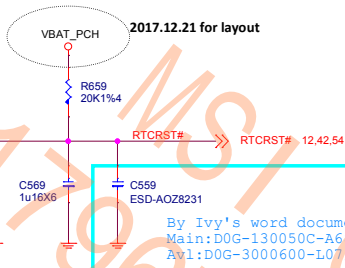 2017.12.21 for layout
VBAT_PCH
R659
20K1%4
RTCRST#
RTCRST# 12,42,54
C569
1u16X6
C559
ESD-AOZ8231
By Ivy's word docume
Main:D0G-130050C-A6
Avl:D0G-3000600-L07
MSI